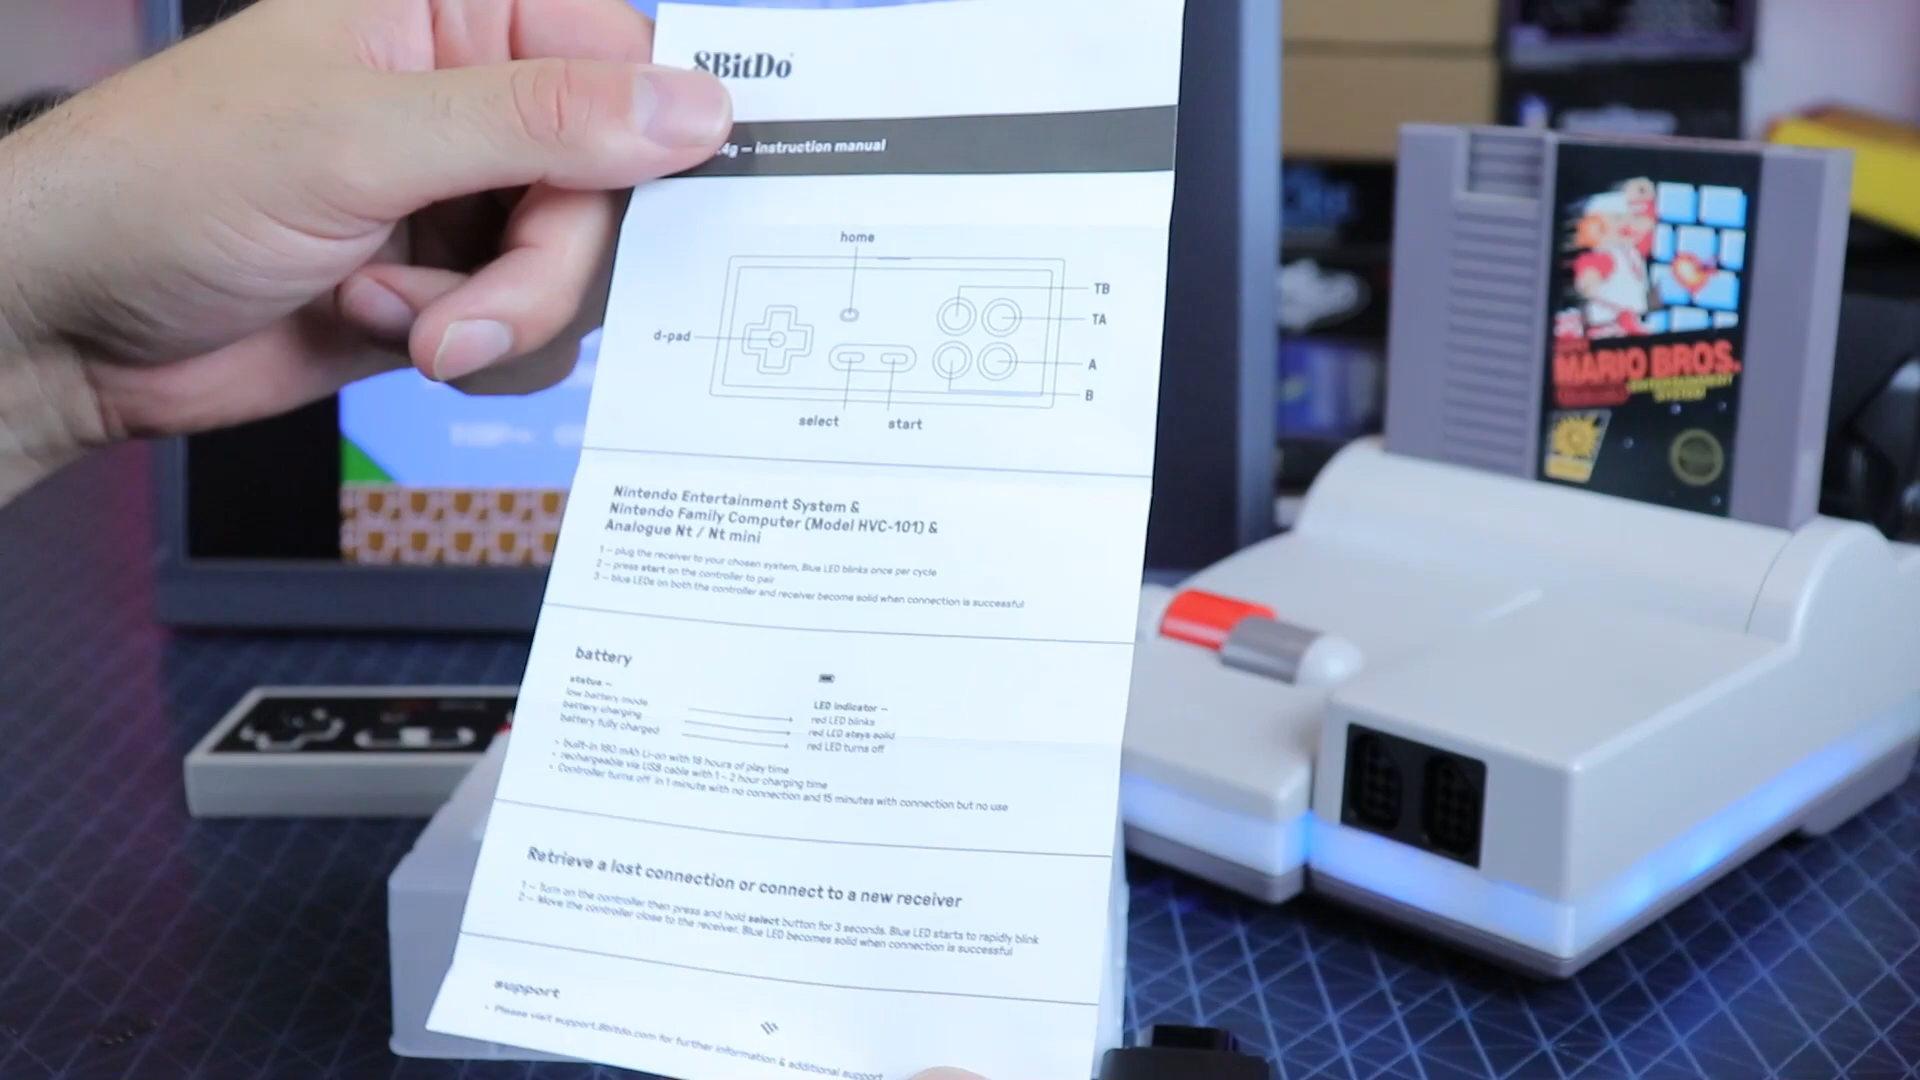 8BitDo
4g – instruction manual
home
TB
TA
d-pad
A
B
select
start
Nintendo Entertainment System &
Nintendo Family Computer (Model HVC-101) &
Analogue Nt / Nt mini
1 – plug the receiver to your chosen system, Blue LED blinks once per cycle
2 – press start on the controller to pair
3 – blue LEDs on both the controller and receiver become solid when connection is successful
battery
status –
LED indicator –
low battery mode
red LED blinks
battery charging
red LED stays solid
battery fully charged
red LED turns off
• built-in 180 mAh Li-on with 18 hours of play time
• rechargeable via USB cable with 1 – 2 hour charging time
• Controller turns off in 1 minute with no connection and 15 minutes with connection but no use
Retrieve a lost connection or connect to a new receiver
1 – Turn on the controller then press and hold select button for 3 seconds. Blue LED starts to rapidly blink
2 – Move the controller close to the receiver. Blue LED becomes solid when connection is successful
support
• Please visit support.8bitdo.com for further information & additional support
SUPER
MARIO BROS.
ENTERTAINMENT
SYSTEM